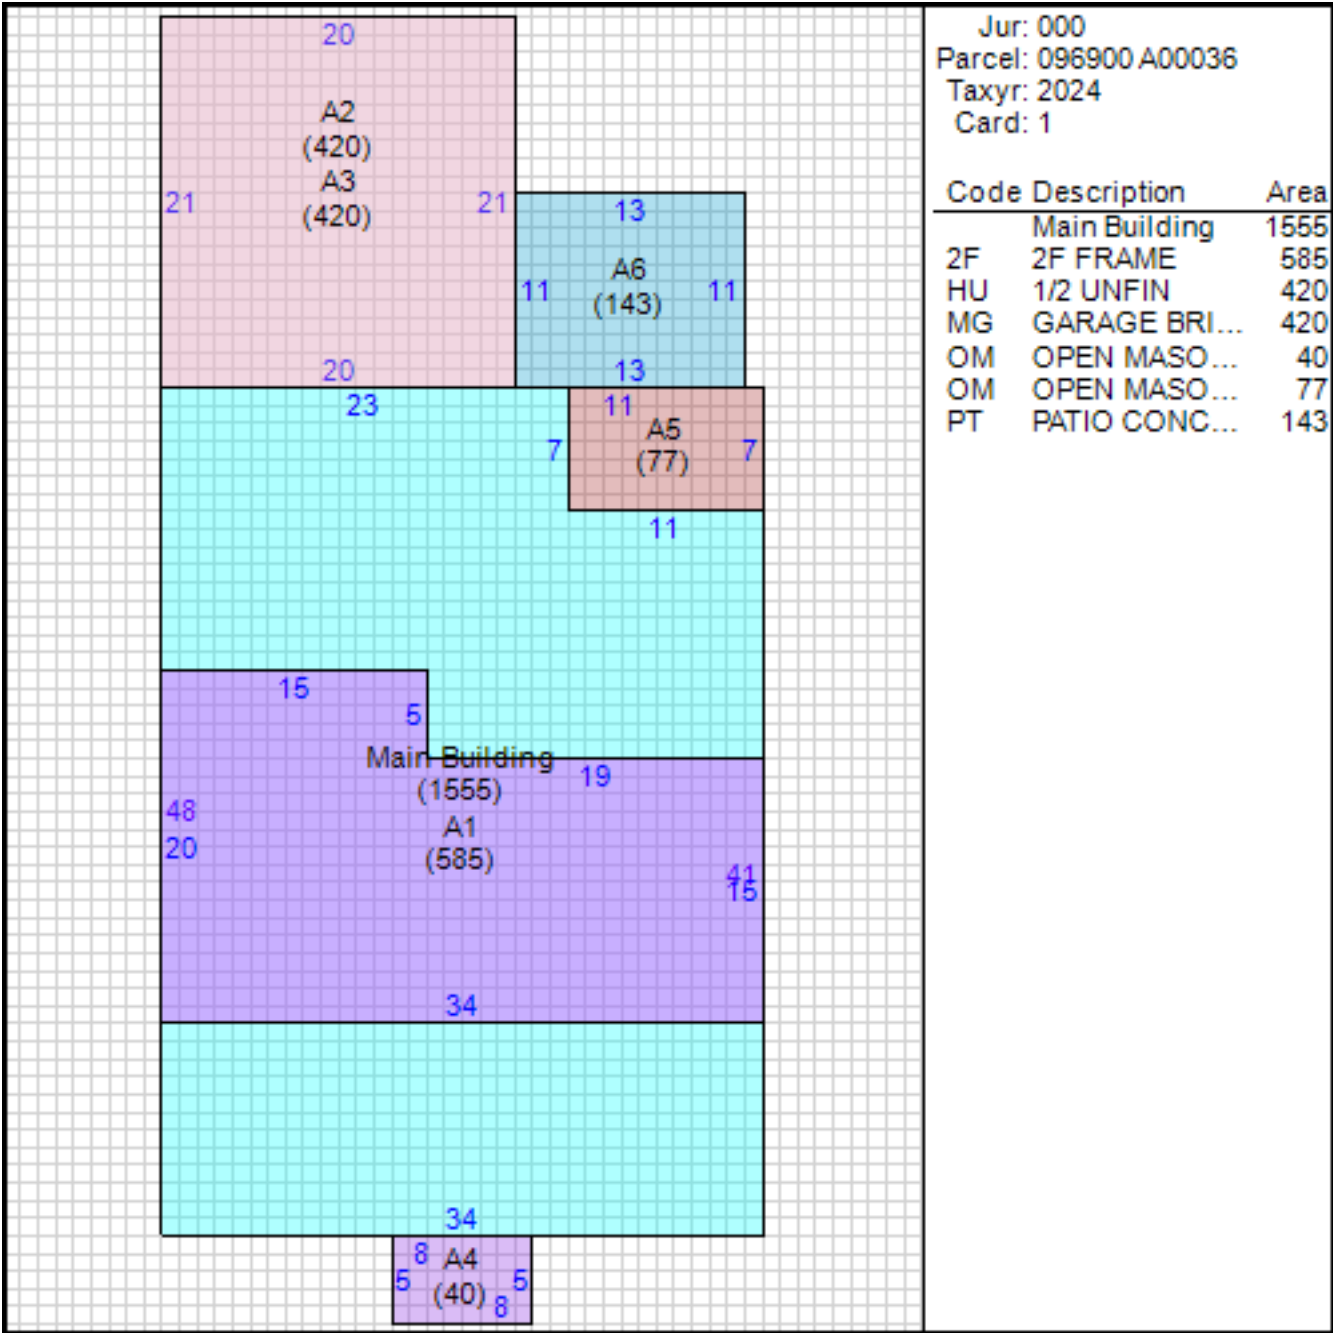 20
A2
(420)
A3
(420)
21
21
13
A6
(143)
11
11
20
13
23
11
A5
(77)
7
7
11
15
5
Main Building
(1555)
19
A1
(585)
48
20
41
15
34
34
8
A4
5
5
(40)
8
Jur: 000
Parcel: 096900 A00036
Taxyr: 2024
Card: 1
Code Description Area
Main Building 1555
2F 2F FRAME 585
HU 1/2 UNFIN 420
MG GARAGE BRI... 420
OM OPEN MASO... 40
OM OPEN MASO... 77
PT PATIO CONC... 143